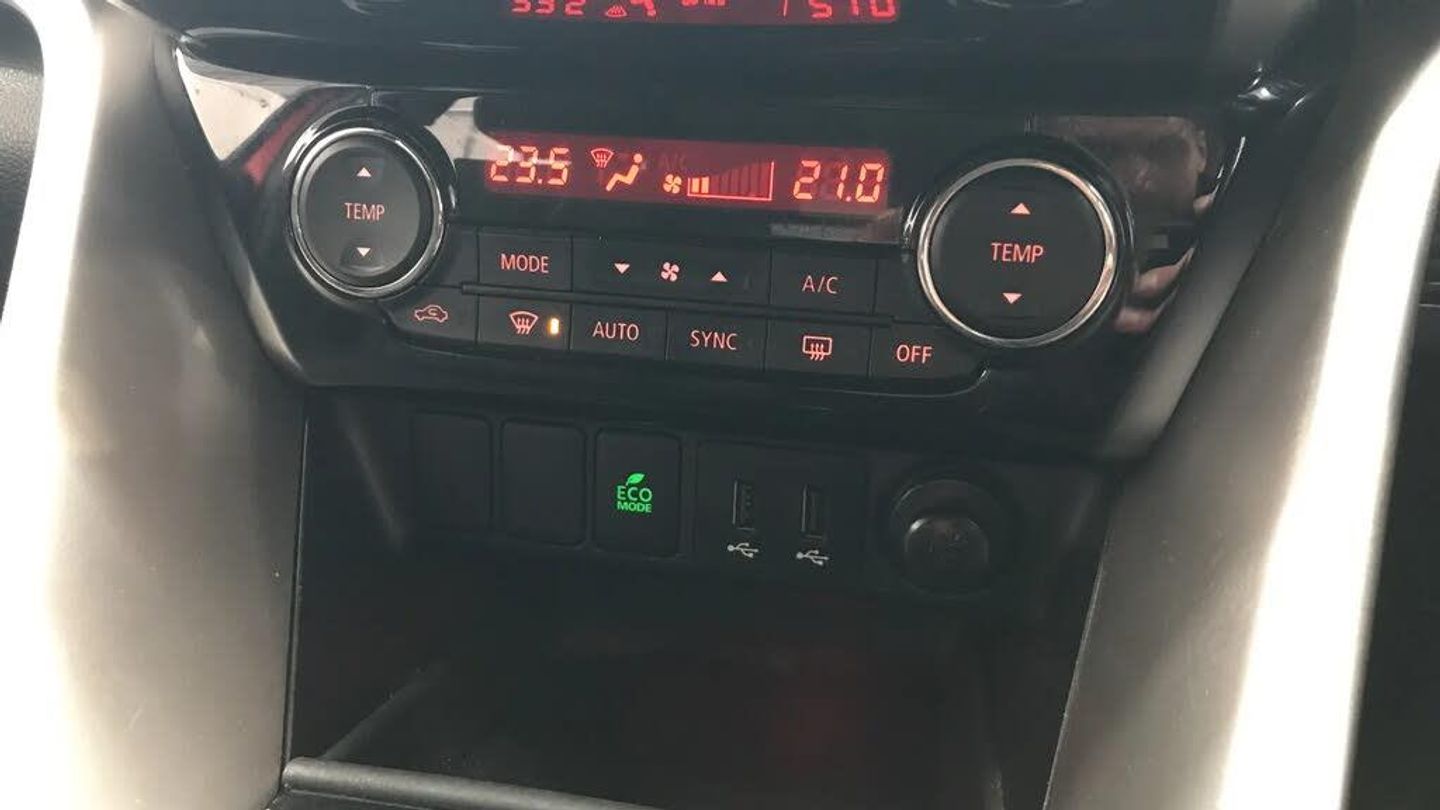 23.5 21.0
TEMP
TEMP
MODE
A/C
AUTO SYNC OFF
ECO
MODE